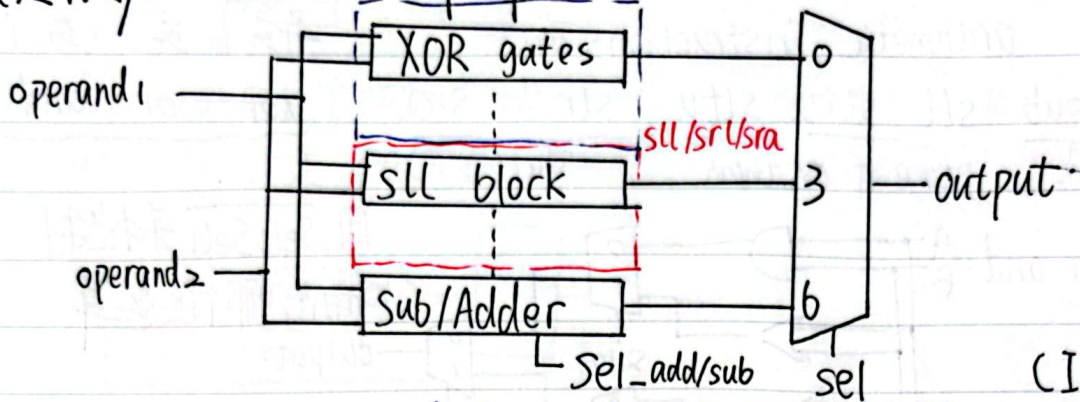 XOR gates
0
operand1
sll/srl/sra
sll block
3
output
operand2
Sub/Adder
6
Sel_add/sub
sel
(I